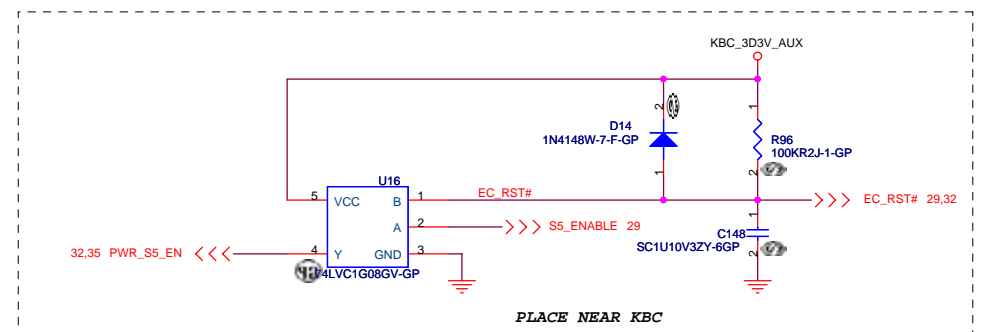 KBC_3D3V_AUX
2
1
D14
1N4148W-7-F-GP
R96
100KR2J-1-GP
1
2
U16
5 VCC B 1 EC_RST# EC_RST# 29,32
A 2 S5_ENABLE 29
1
C148
SC1U10V3ZY-6GP
2
32,35 PWR_S5_EN 4 Y GND 3
74LVC1G08GV-GP
PLACE NEAR KBC